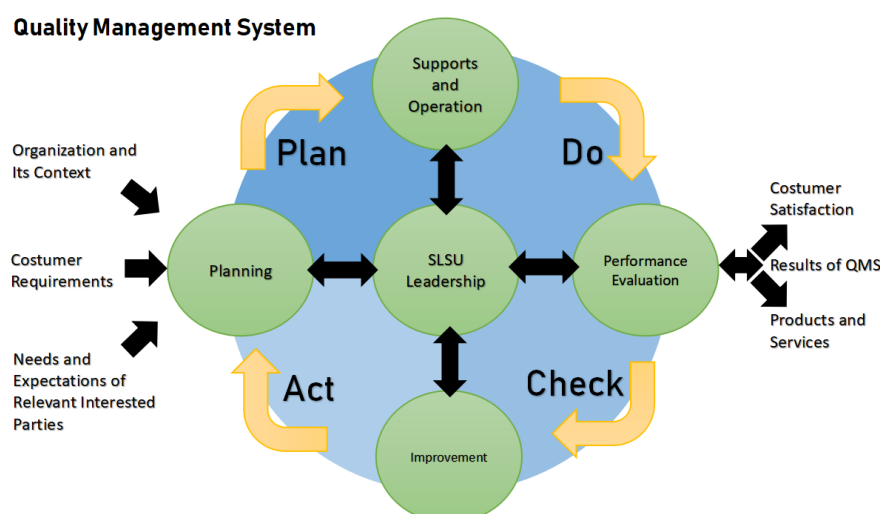 Quality Management System
Supports
and
Operation
Plan
Do
Organization and
Its Context
Costumer
Requirements
Needs and
Expectations of
Relevant Interested
Parties
Planning
SLSU
Leadership
Performance
Evaluation
Costumer
Satisfaction
Results of QMS
Products and
Services
Act
Check
Improvement